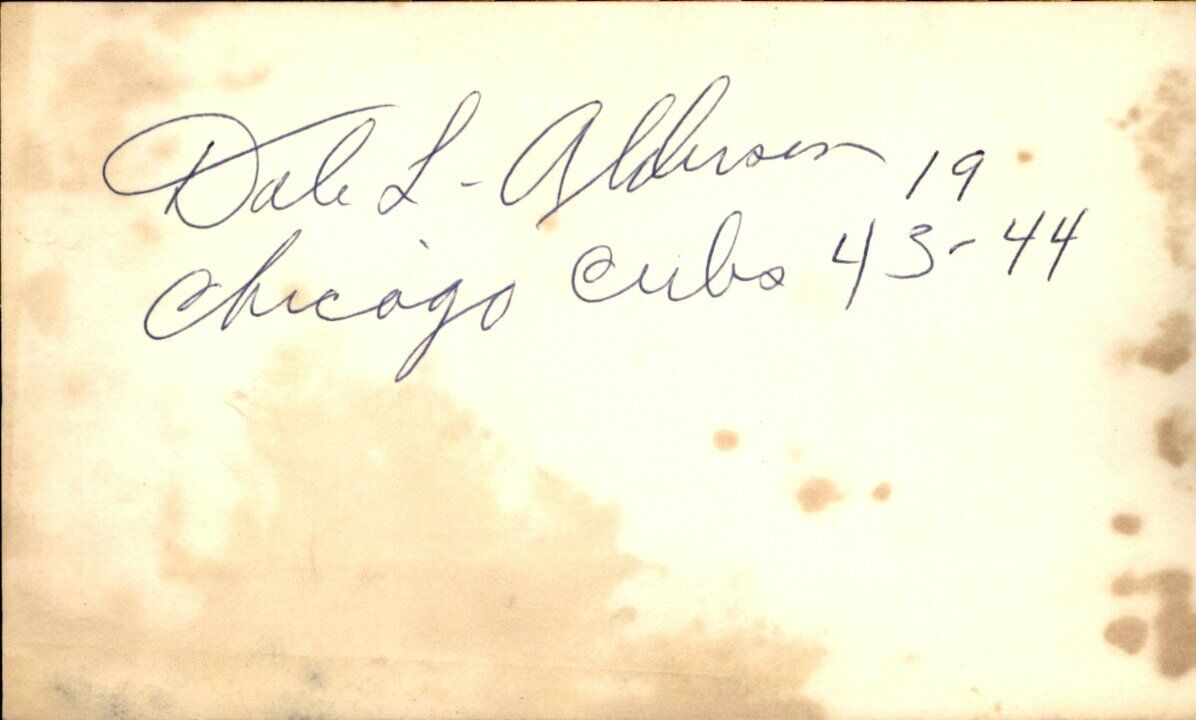 Dale L - Alderson 19
Chicago Cubs 43-44